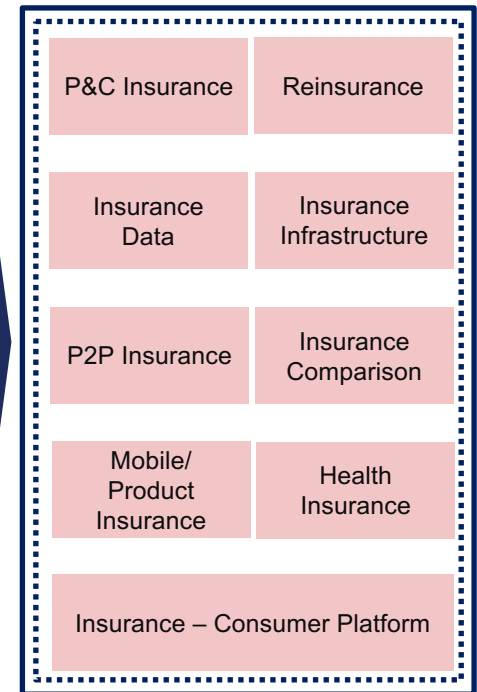 P&C Insurance
Reinsurance
Insurance
Data
Insurance
Infrastructure
P2P Insurance
Insurance
Comparison
Mobile/
Product
Insurance
Health
Insurance
Insurance – Consumer Platform